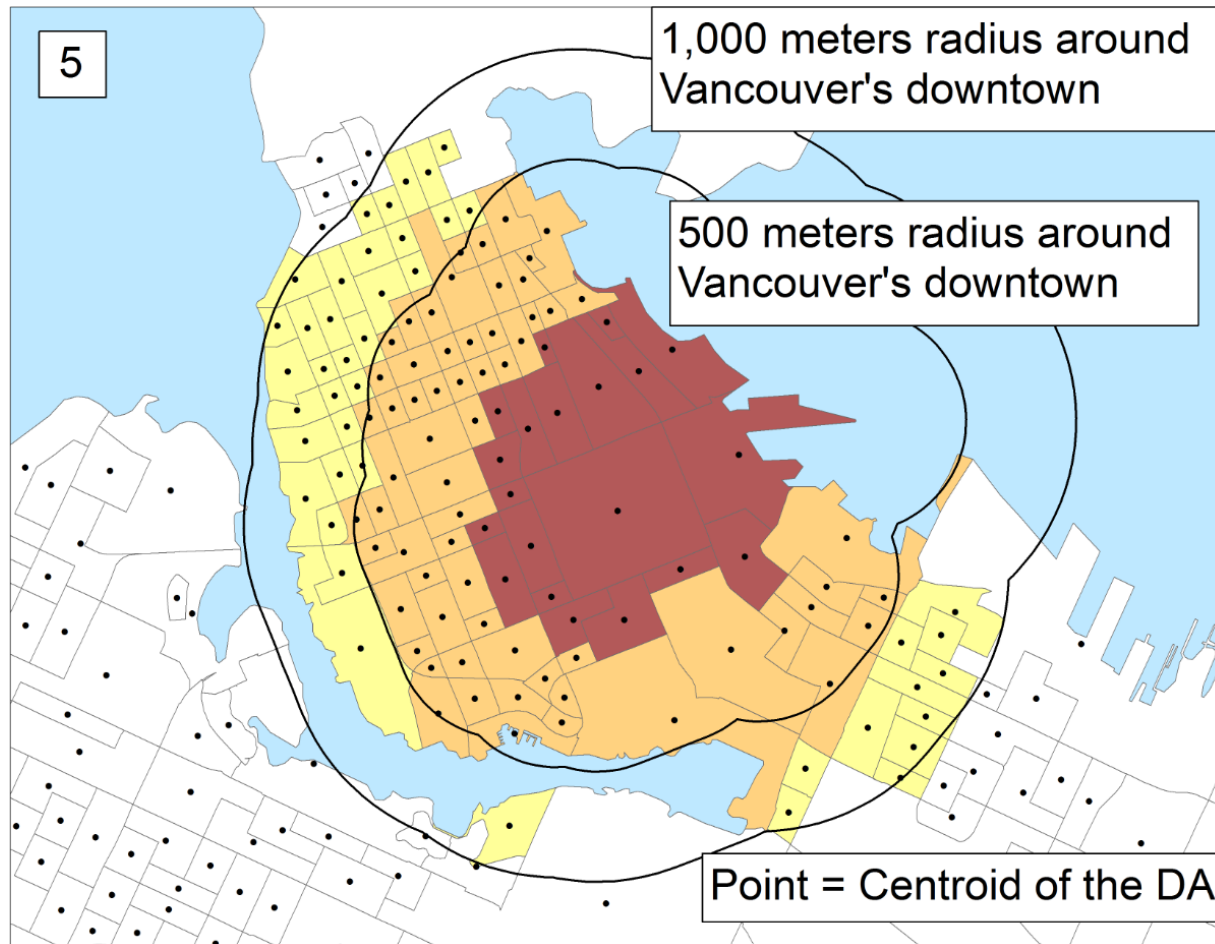 5
1,000 meters radius around
Vancouver's downtown
500 meters radius around
Vancouver's downtown
Point = Centroid of the DA